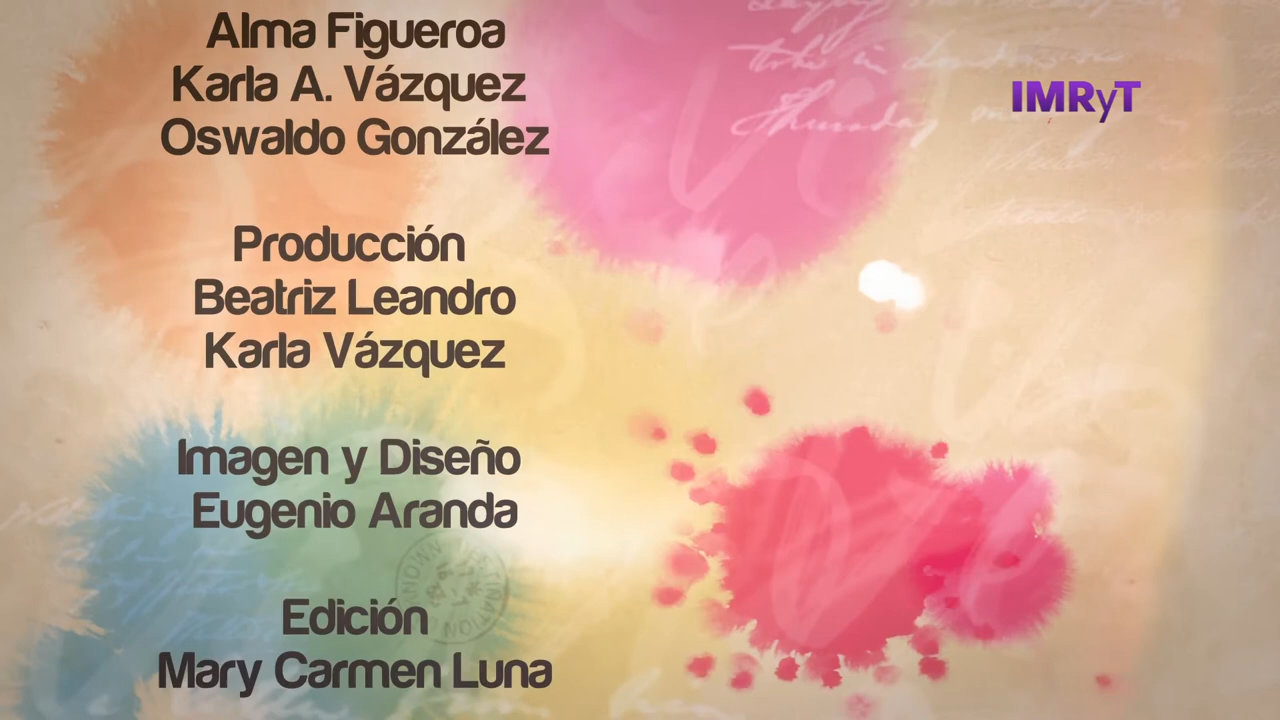 Alma Figueroa
Karla A. Vázquez
Oswaldo González
IMRyT
Producción
Beatriz Leandro
Karla Vázquez
Imagen y Diseño
Eugenio Aranda
Edición
Mary Carmen Luna